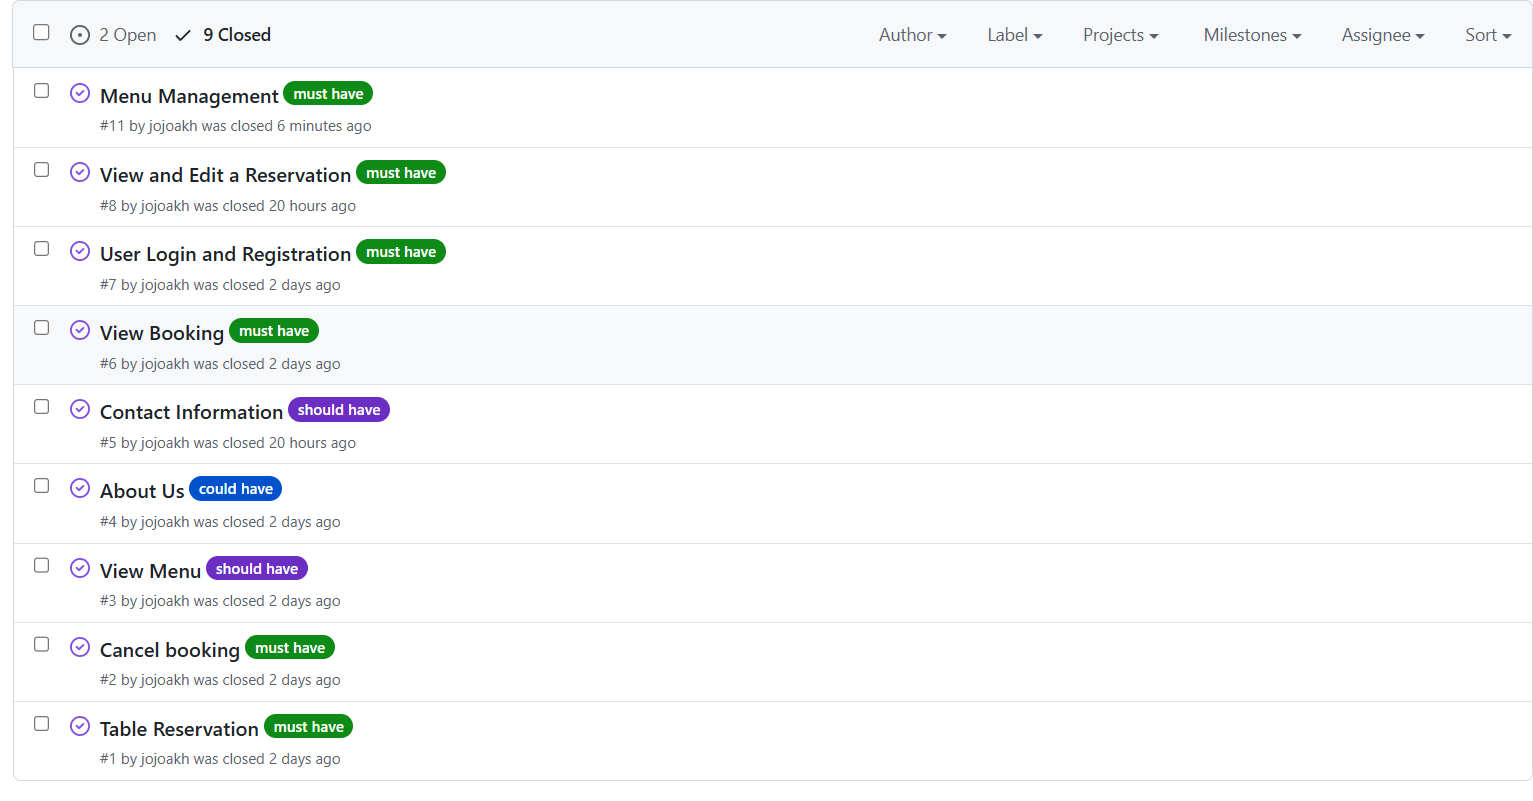 2 Open 9 Closed Author Label Projects Milestones Assignee Sort
Menu Management must have
#11 by jojoakh was closed 6 minutes ago
View and Edit a Reservation must have
#8 by jojoakh was closed 20 hours ago
User Login and Registration must have
#7 by jojoakh was closed 2 days ago
View Booking must have
#6 by jojoakh was closed 2 days ago
Contact Information should have
#5 by jojoakh was closed 20 hours ago
About Us could have
#4 by jojoakh was closed 2 days ago
View Menu should have
#3 by jojoakh was closed 2 days ago
Cancel booking must have
#2 by jojoakh was closed 2 days ago
Table Reservation must have
#1 by jojoakh was closed 2 days ago